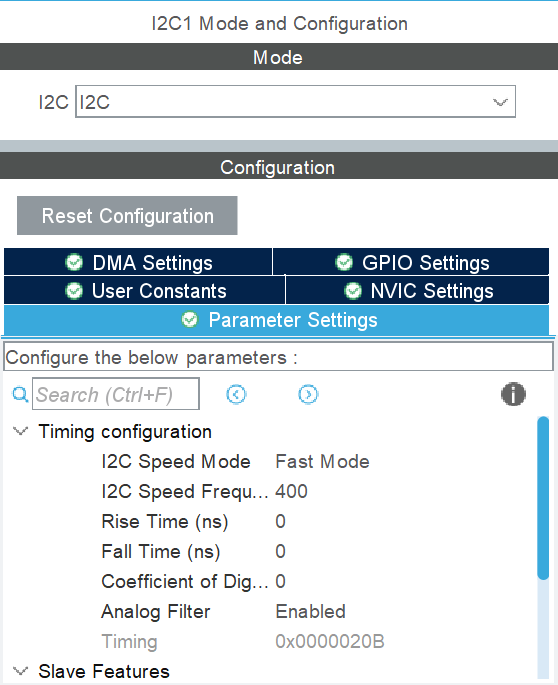 I2C1 Mode and Configuration
Mode
I2C I2C
Configuration
Reset Configuration
DMA Settings GPIO Settings
User Constants NVIC Settings
Parameter Settings
Configure the below parameters :
Search (Ctrl+F)
Timing configuration
I2C Speed Mode Fast Mode
I2C Speed Frequ... 400
Rise Time (ns) 0
Fall Time (ns) 0
Coefficient of Dig... 0
Analog Filter Enabled
Timing 0x0000020B
Slave Features